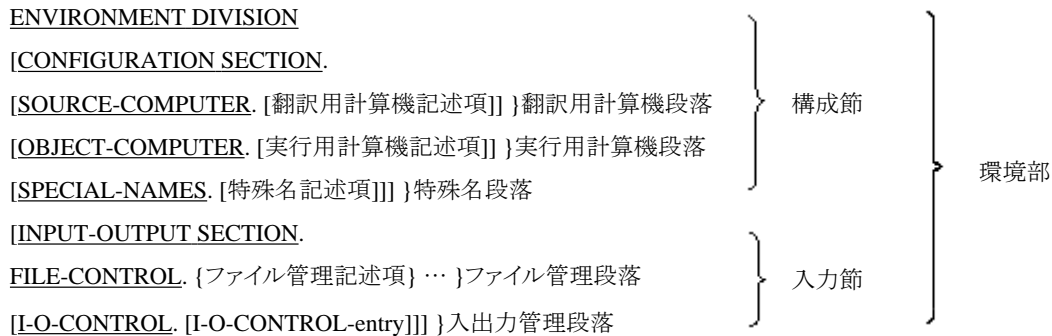 ENVIRONMENT DIVISION
[CONFIGURATION SECTION.
[SOURCE-COMPUTER. [翻訳用計算機記述項]] }翻訳用計算機段落
構成節
[OBJECT-COMPUTER. [実行用計算機記述項]] }実行用計算機段落
環境部
[SPECIAL-NAMES. [特殊名記述項]]] }特殊名段落
[INPUT-OUTPUT SECTION.
FILE-CONTROL. {ファイル管理記述項} … }ファイル管理段落
入力節
[I-O-CONTROL. [I-O-CONTROL-entry]]] }入出力管理段落